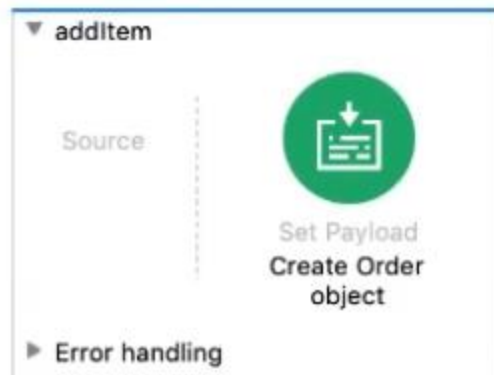 addItem
Source
Set Payload
Create Order
object
Error handling